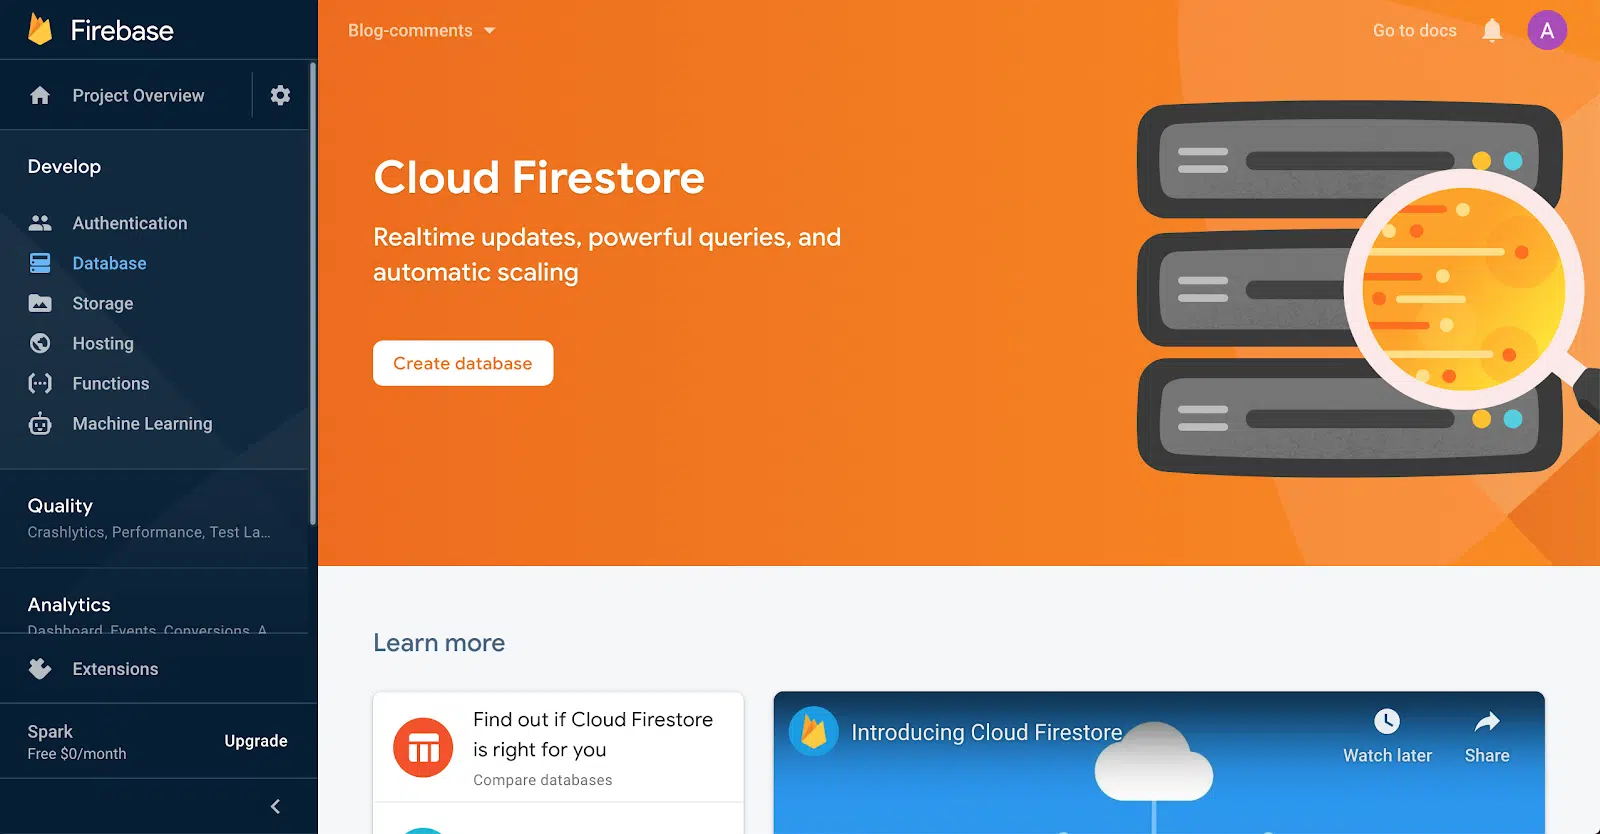 Firebase
Project Overview
Develop
Authentication
Database
Storage
Hosting
Functions
Machine Learning
Quality
Crashlytics, Performance, Test La...
Analytics
Dashboard, Events, Conversions, A
Extensions
Spark
Free $0/month
Upgrade
Blog-comments
Go to docs
A
Cloud Firestore
Realtime updates, powerful queries, and
automatic scaling
Create database
Learn more
Find out if Cloud Firestore
is right for you
Compare databases
Introducing Cloud Firestore
Watch later
Share